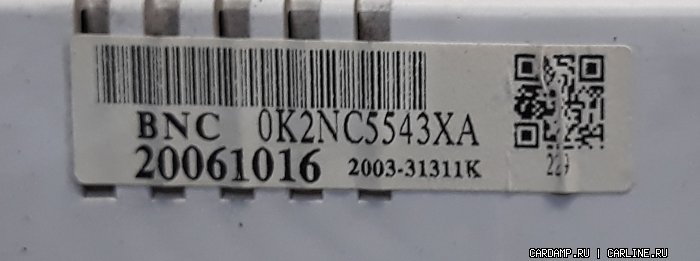 BNC 0K2NC5543XA
20061016 2003-31311K
CARDAMP.RU | CARLINE.RU